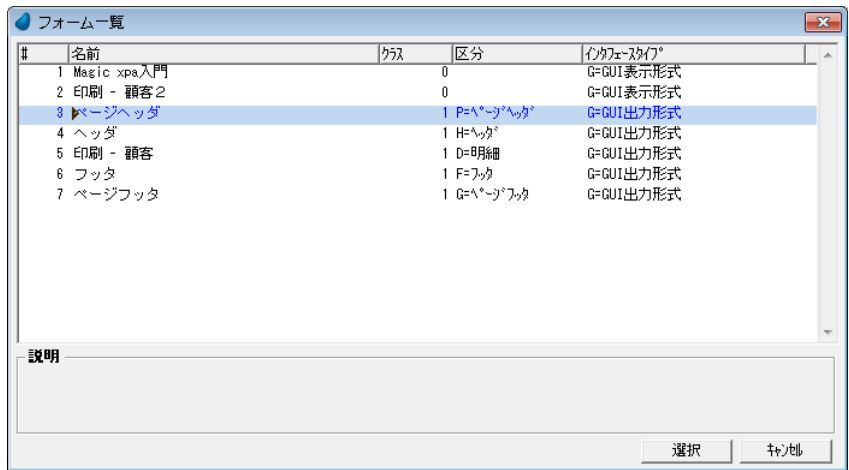 フォーム一覧
# 名前 ｸﾗｽ 区分 ｲﾝﾀﾌｪｰｽﾀｲﾌﾟ
1 Magic xpa入門 0 G=GUI表示形式
2 印刷 - 顧客２ 0 G=GUI表示形式
3 ページヘッダ 1 P=ﾍﾟｰｼﾞﾍｯﾀﾞ G=GUI出力形式
4 ヘッダ 1 H=ﾍｯﾀﾞ G=GUI出力形式
5 印刷 - 顧客 1 D=明細 G=GUI出力形式
6 フッタ 1 F=ﾌｯﾀ G=GUI出力形式
7 ページフッタ 1 G=ﾍﾟｰｼﾞﾌｯﾀ G=GUI出力形式
説明
選択 ｷｬﾝｾﾙ